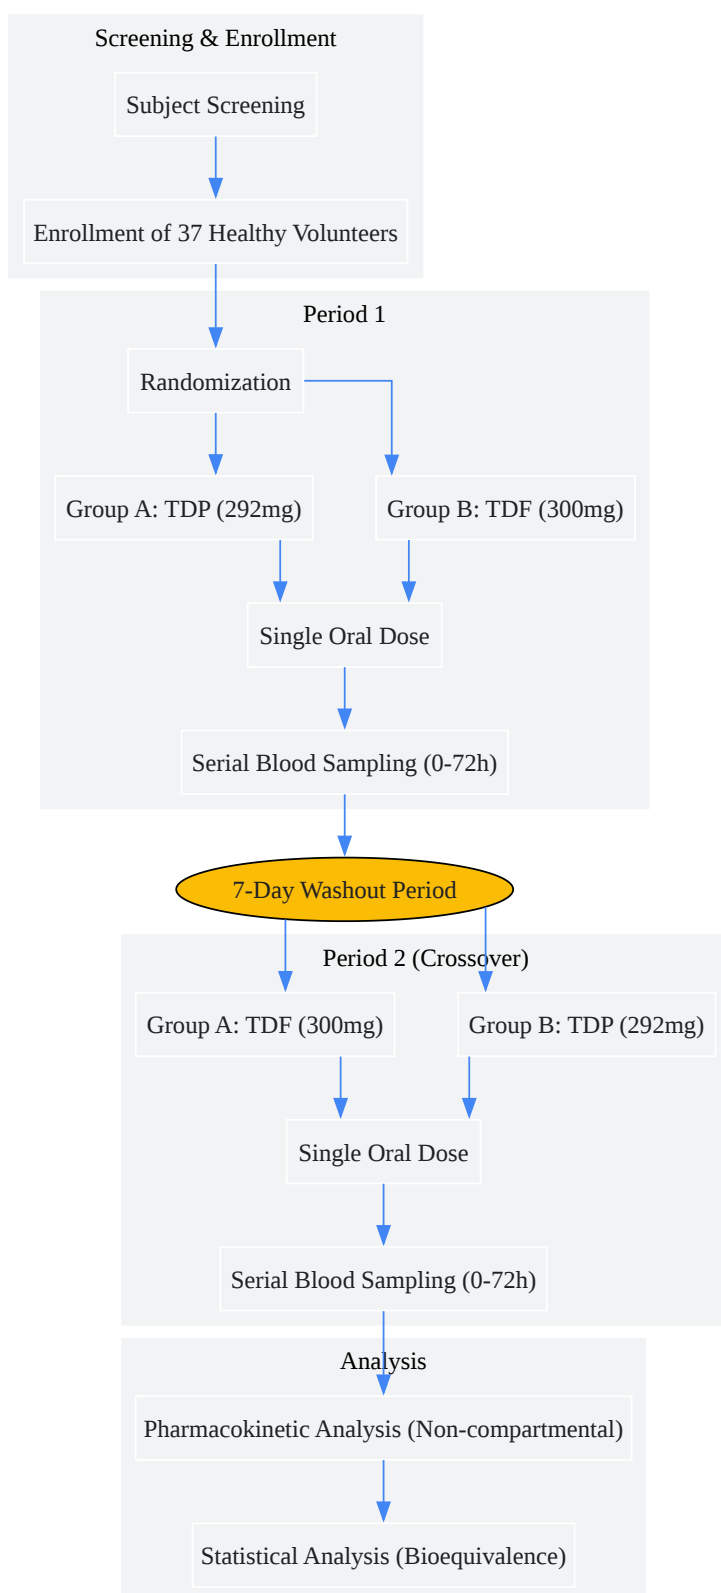 Screening & Enrollment
Subject Screening
Enrollment of 37 Healthy Volunteers
Period 1
Randomization
Group A: TDP (292mg)
Group B: TDF (300mg)
Single Oral Dose
Serial Blood Sampling (0-72h)
7-Day Washout Period
Period 2 (Crossover)
Group A: TDF (300mg)
Group B: TDP (292mg)
Single Oral Dose
Serial Blood Sampling (0-72h)
Analysis
Pharmacokinetic Analysis (Non-compartmental)
Statistical Analysis (Bioequivalence)